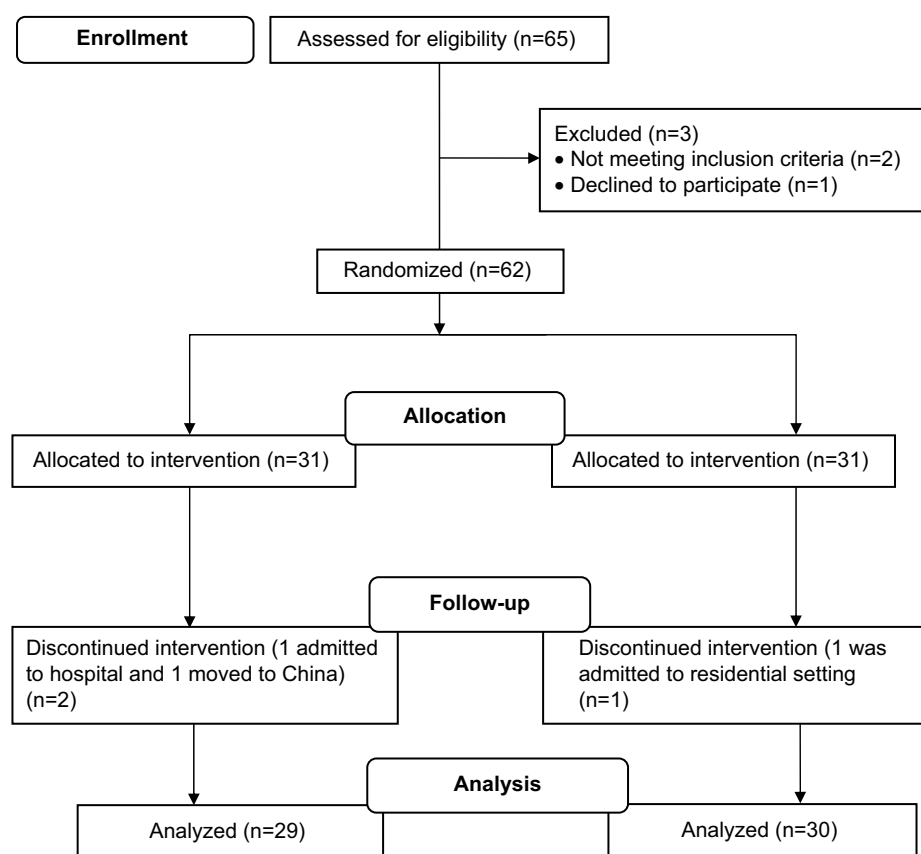 Enrollment
Assessed for eligibility (n=65)
Excluded (n=3)
• Not meeting inclusion criteria (n=2)
• Declined to participate (n=1)
Randomized (n=62)
Allocation
Allocated to intervention (n=31)
Allocated to intervention (n=31)
Follow-up
Discontinued intervention (1 admitted
to hospital and 1 moved to China)
(n=2)
Discontinued intervention (1 was
admitted to residential setting
(n=1)
Analysis
Analyzed (n=29)
Analyzed (n=30)